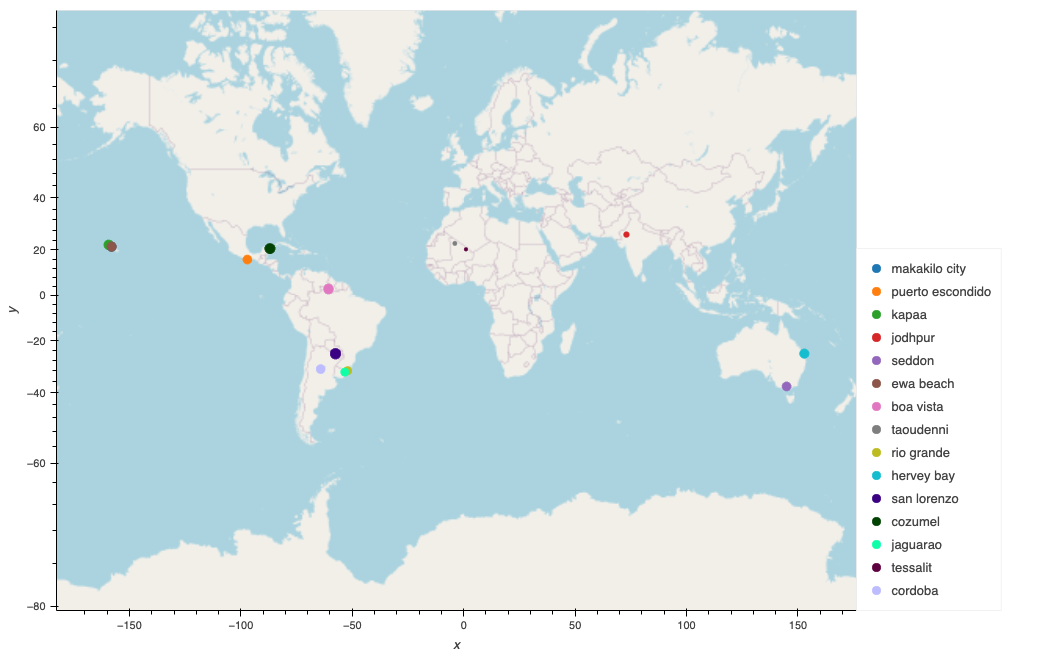 60
40
20
0
−20
−40
−60
−80
y
−150
−100
−50
0
50
100
150
x
makakilo city
puerto escondido
kapaa
jodhpur
seddon
ewa beach
boa vista
taoudenni
rio grande
hervey bay
san lorenzo
cozumel
jaguarao
tessalit
cordoba